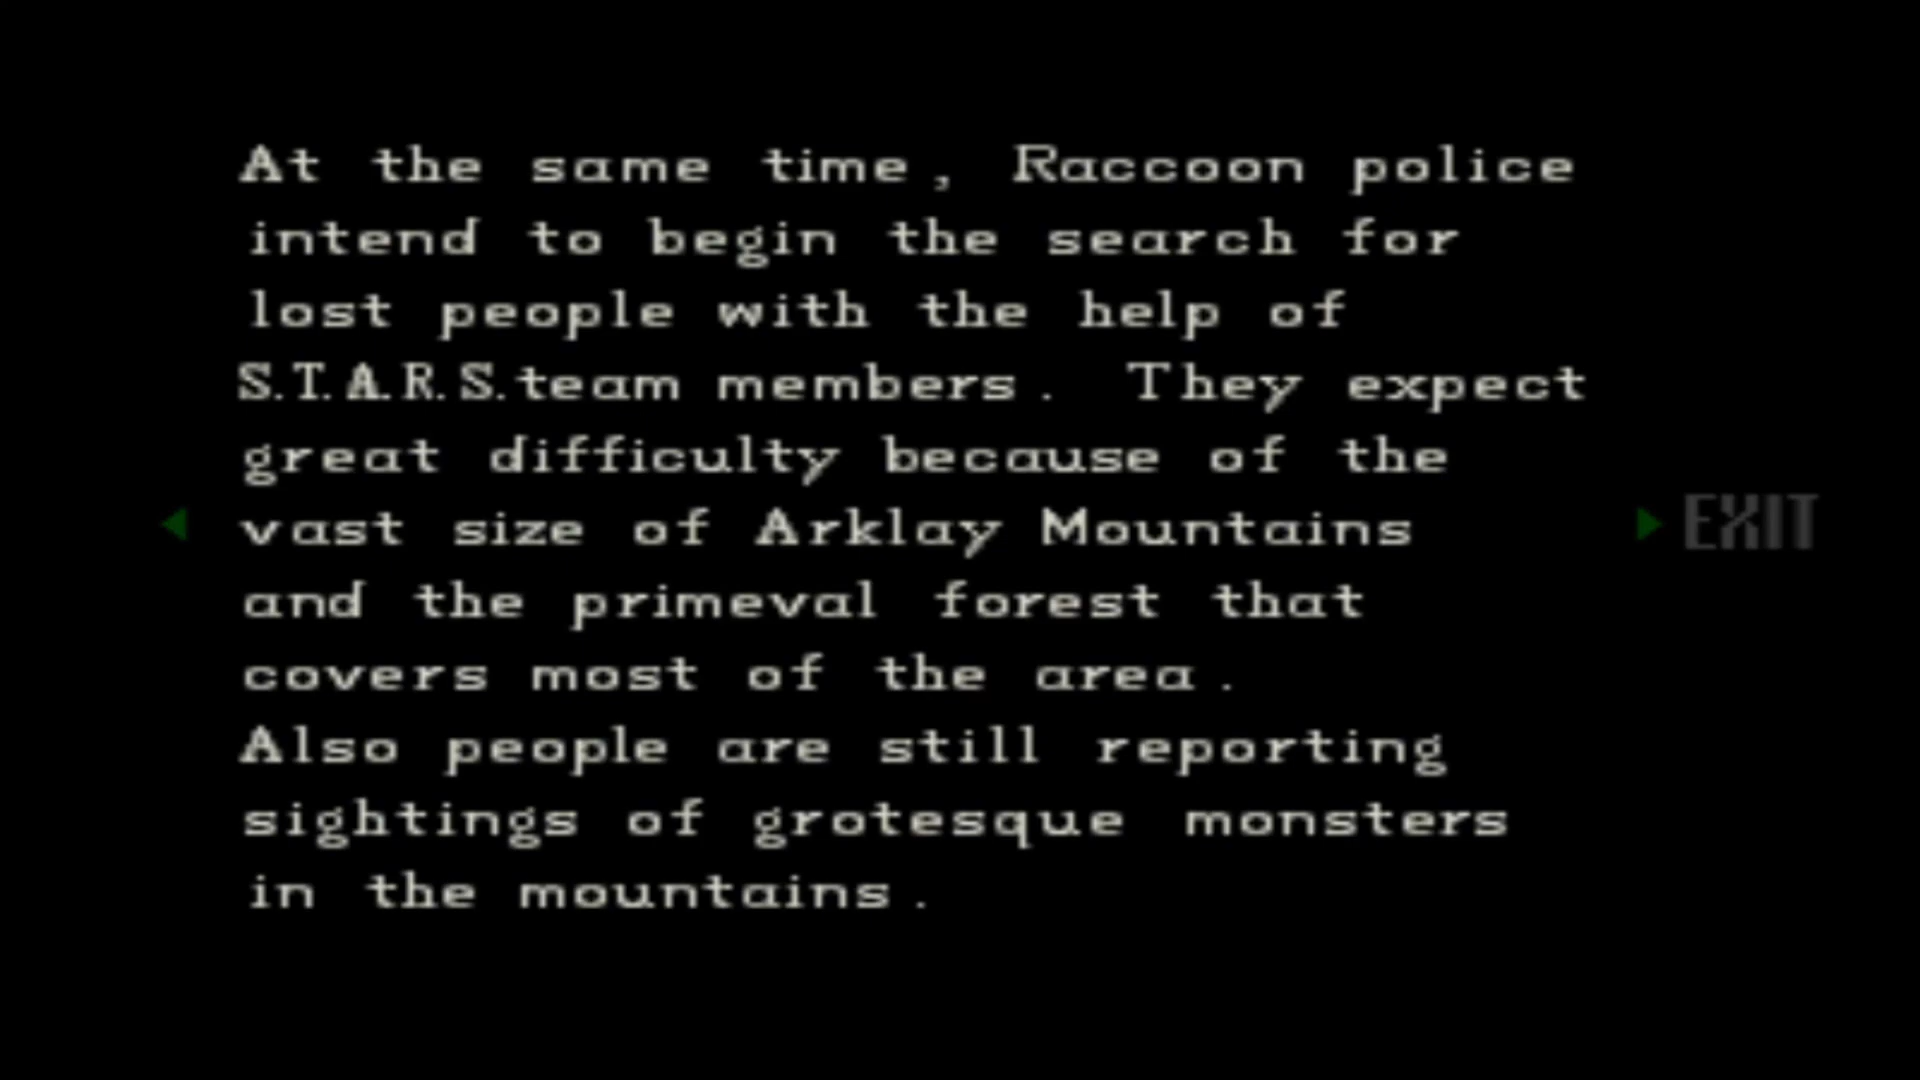 At the same time, Raccoon police
intend to begin the search for
lost people with the help of
S.T.A.R.S.team members. They expect
great difficulty because of the
vast size of Arklay Mountains
EXIT
and the primeval forest that
covers most of the area.
Also people are still reporting
sightings of grotesque monsters
in the mountains.